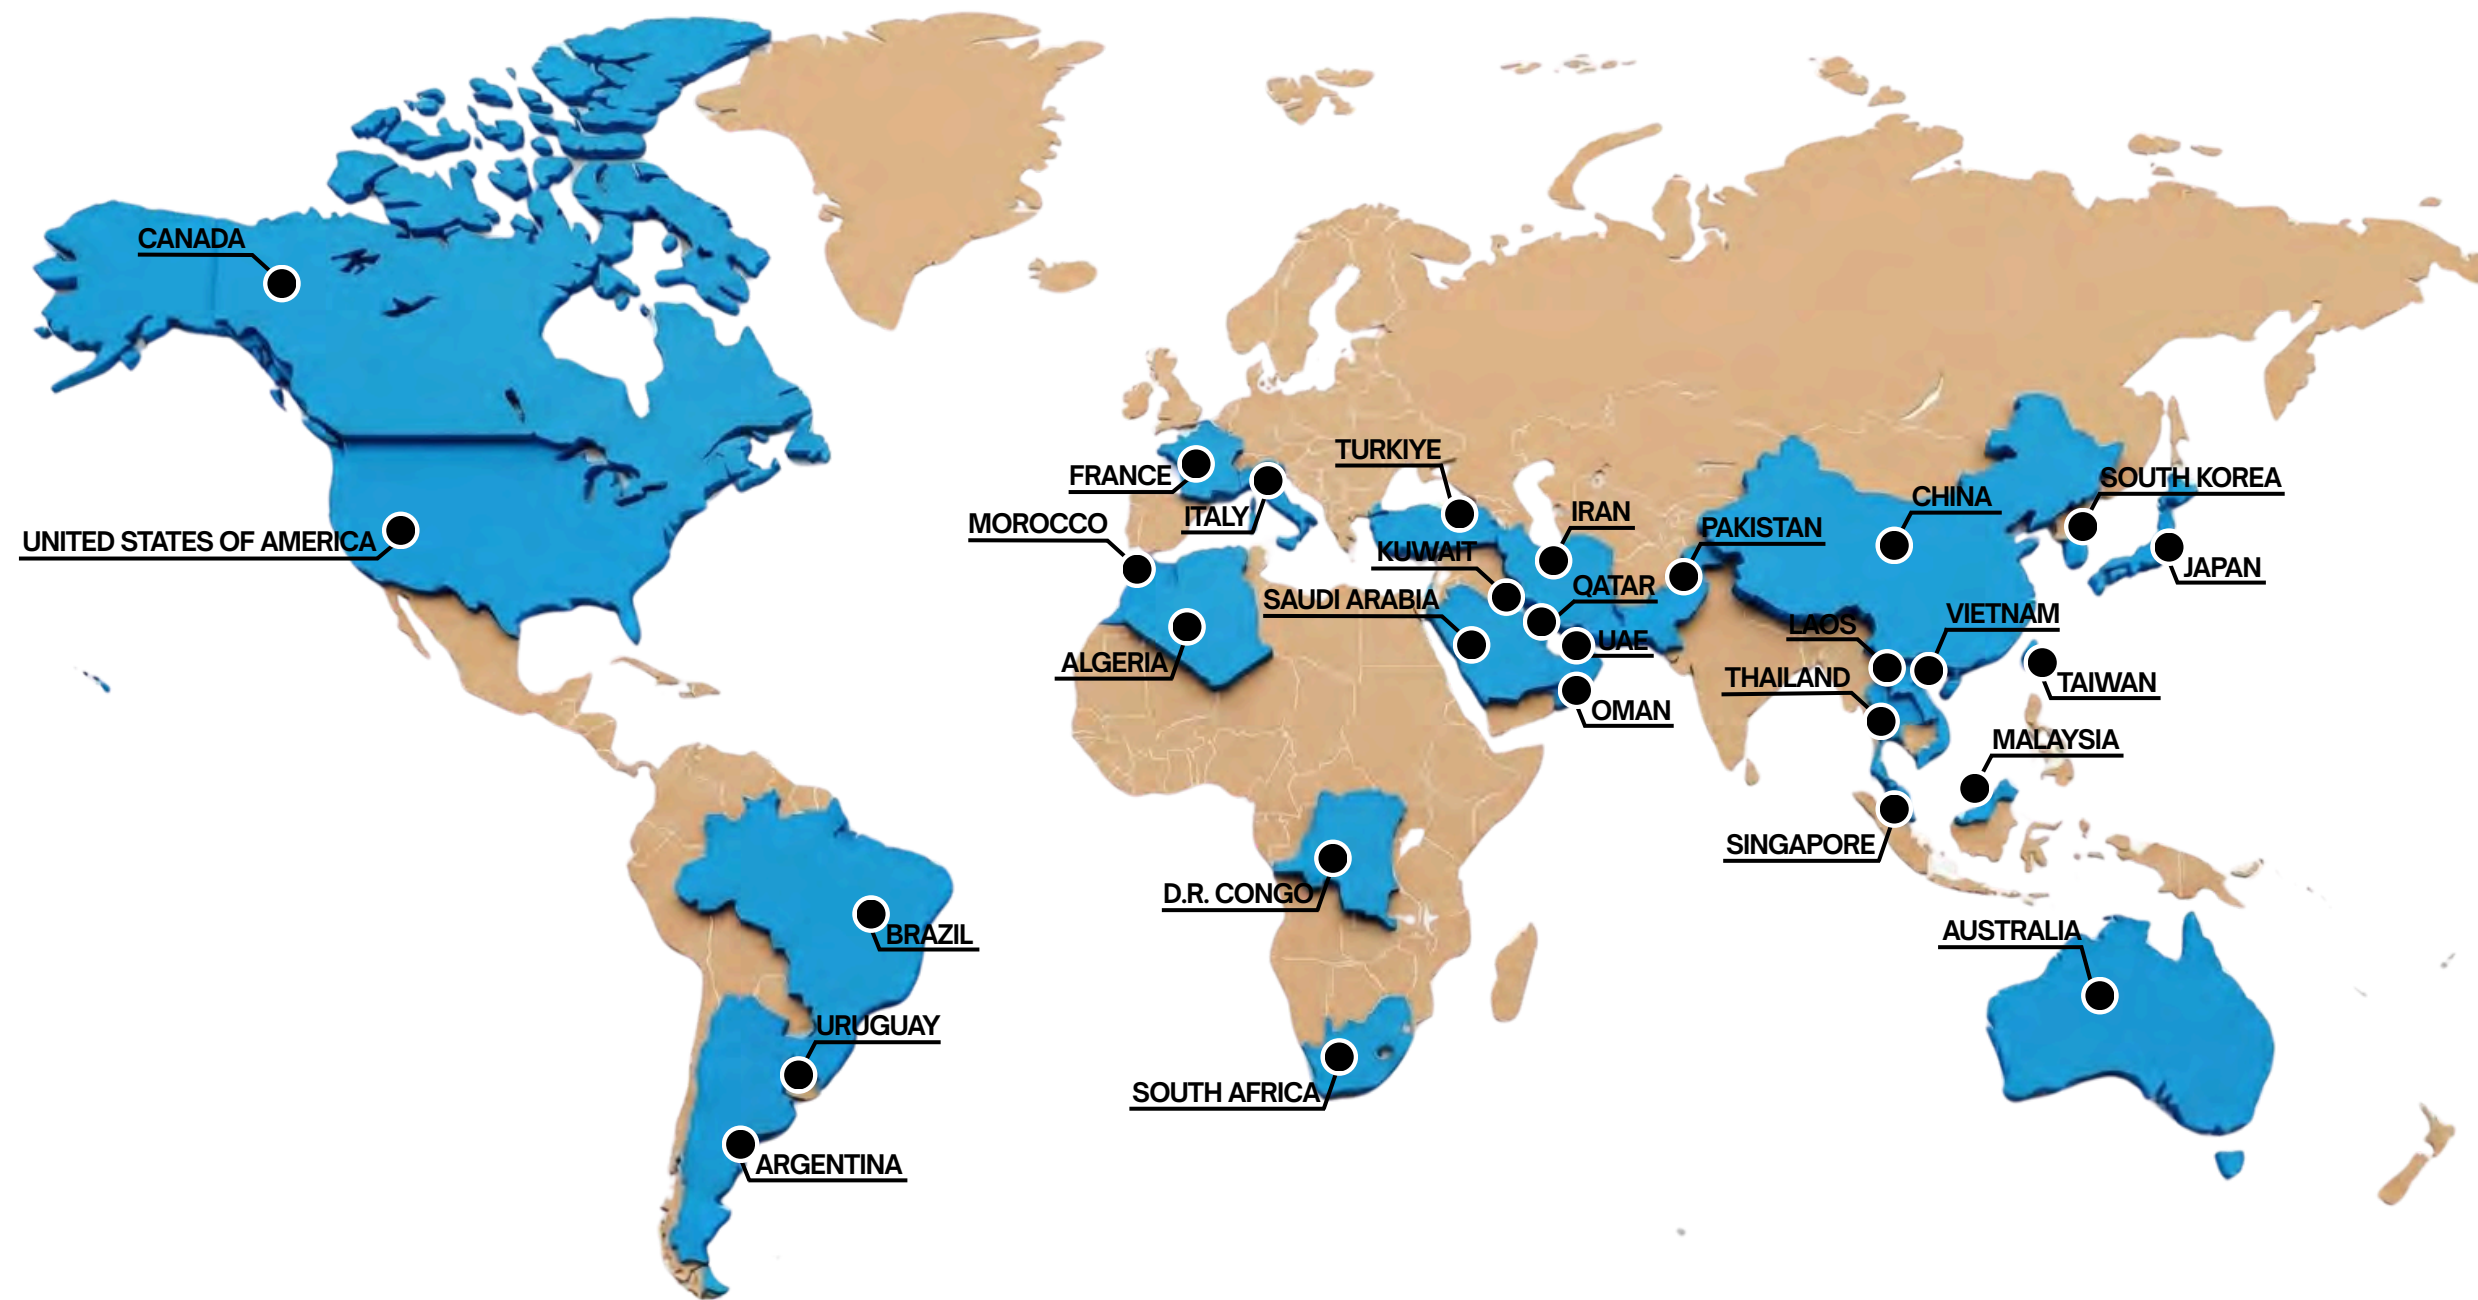 CANADA
UNITED STATES OF AMERICA
FRANCE
TURKIYE
ITALY
MOROCCO
IRAN
PAKISTAN
CHINA
SOUTH KOREA
KUWAIT
QATAR
JAPAN
SAUDI ARABIA
UAE
LAOS
VIETNAM
ALGERIA
THAILAND
TAIWAN
OMAN
MALAYSIA
SINGAPORE
D.R. CONGO
BRAZIL
AUSTRALIA
URUGUAY
SOUTH AFRICA
ARGENTINA